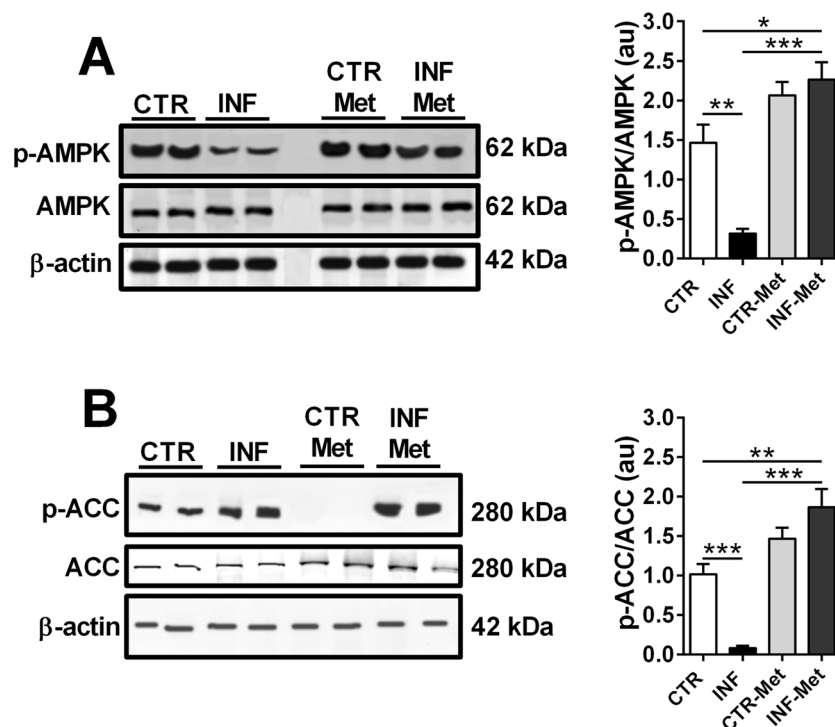 A
CTR INF CTR Met INF Met
p-AMPK 62 kDa
AMPK 62 kDa
β-actin 42 kDa
p-AMPK/AMPK (au)
3.0
2.5
2.0
1.5
1.0
0.5
0.0
*
***
**
CTR INF CTR-Met INF-Met
B
CTR INF CTR Met INF Met
p-ACC 280 kDa
ACC 280 kDa
β-actin 42 kDa
p-ACC/ACC (au)
3.0
2.5
2.0
1.5
1.0
0.5
0.0
**
***
***
CTR INF CTR-Met INF-Met